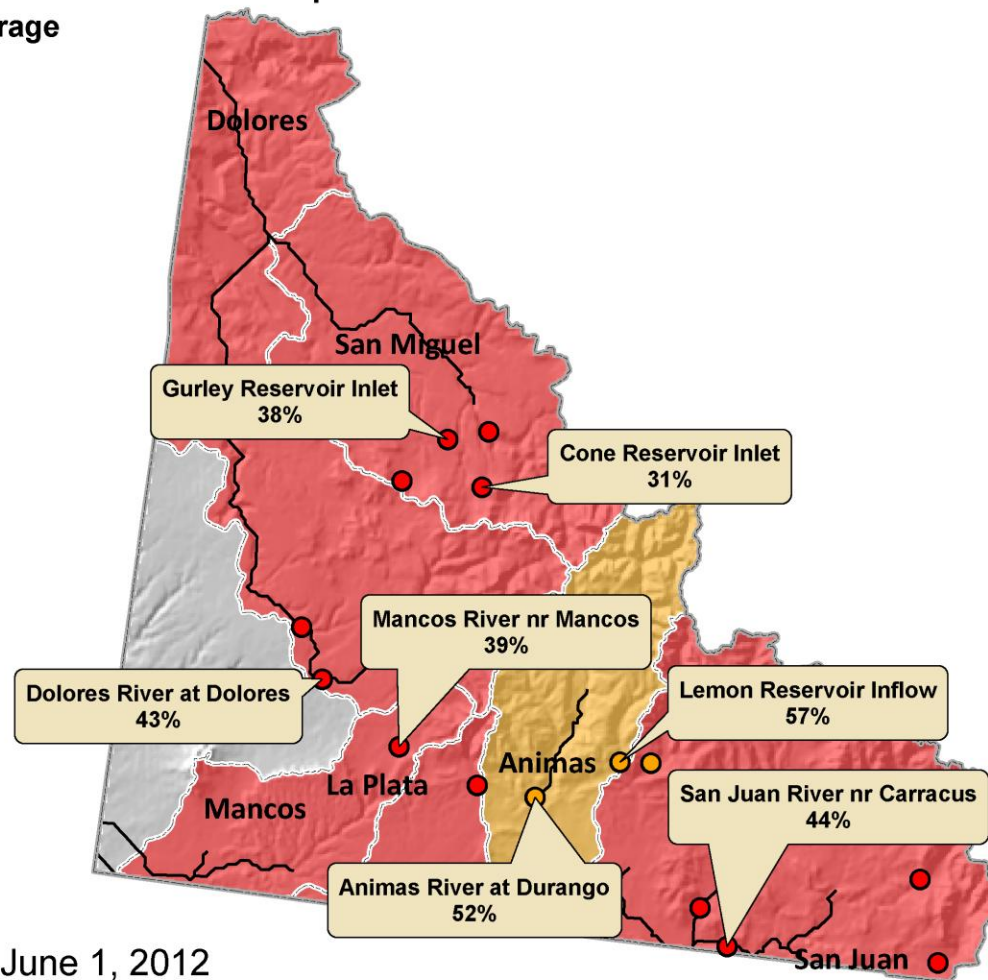 rage
Dolores
San Miguel
Gurley Reservoir Inlet
38%
Cone Reservoir Inlet
31%
Mancos River nr Mancos
39%
Dolores River at Dolores
43%
Lemon Reservoir Inflow
57%
Animas
La Plata
Mancos
San Juan River nr Carracus
44%
Animas River at Durango
52%
San Juan
June 1, 2012